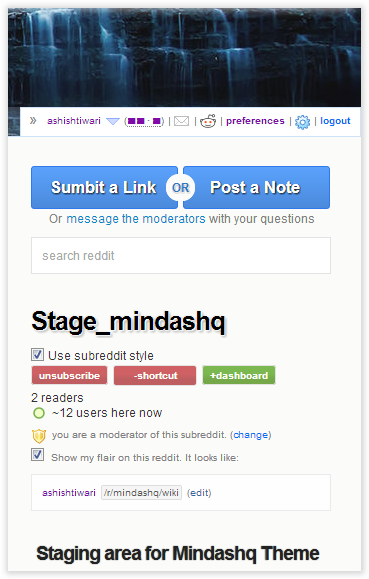 » ashishtiwari (■■ · ■) | | | preferences | | logout
Sumbit a Link OR Post a Note
Or message the moderators with your questions
search reddit
Stage_mindashq
Use subreddit style
unsubscribe -shortcut +dashboard
2 readers
~12 users here now
you are a moderator of this subreddit. (change)
Show my flair on this reddit. It looks like:
ashishtiwari /r/mindashq/wiki (edit)
Staging area for Mindashq Theme